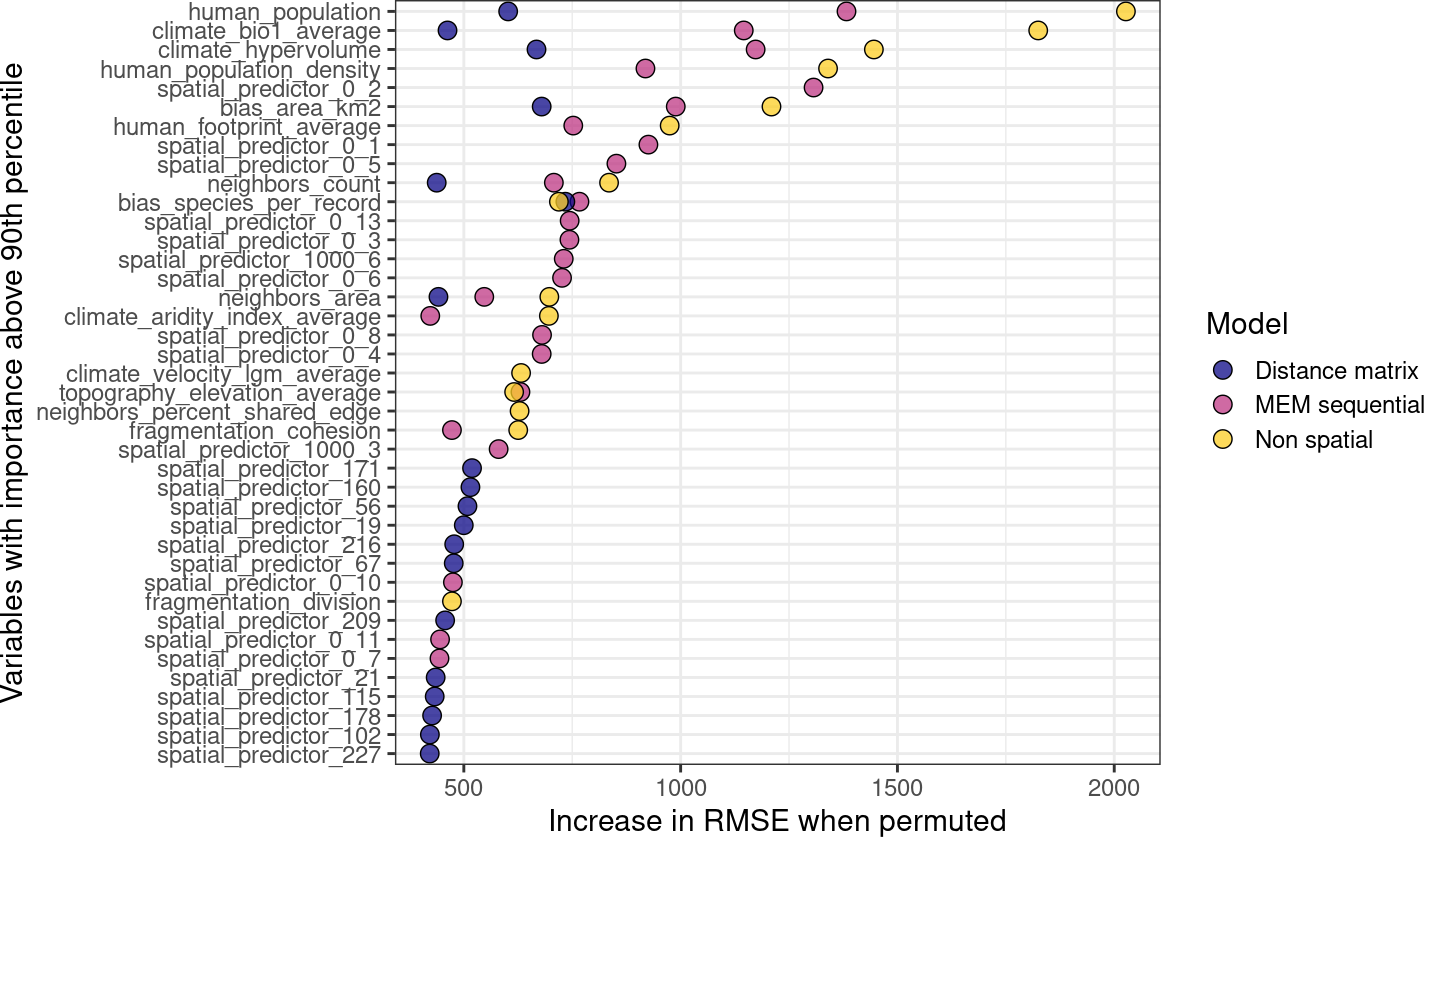 Variables with importance above 90th percentile
human_population
climate_bio1_average
climate_hypervolume
human_population_density
spatial_predictor_0_2
bias_area_km2
human_footprint_average
spatial_predictor_0_1
spatial_predictor_0_5
neighbors_count
bias_species_per_record
spatial_predictor_0_13
spatial_predictor_0_3
spatial_predictor_1000_6
spatial_predictor_0_6
neighbors_area
climate_aridity_index_average
spatial_predictor_0_8
spatial_predictor_0_4
climate_velocity_lgm_average
topography_elevation_average
neighbors_percent_shared_edge
fragmentation_cohesion
spatial_predictor_1000_3
spatial_predictor_171
spatial_predictor_160
spatial_predictor_56
spatial_predictor_19
spatial_predictor_216
spatial_predictor_67
spatial_predictor_0_10
fragmentation_division
spatial_predictor_209
spatial_predictor_0_11
spatial_predictor_0_7
spatial_predictor_21
spatial_predictor_115
spatial_predictor_178
spatial_predictor_102
spatial_predictor_227
500 1000 1500 2000
Increase in RMSE when permuted
Model
Distance matrix
MEM sequential
Non spatial